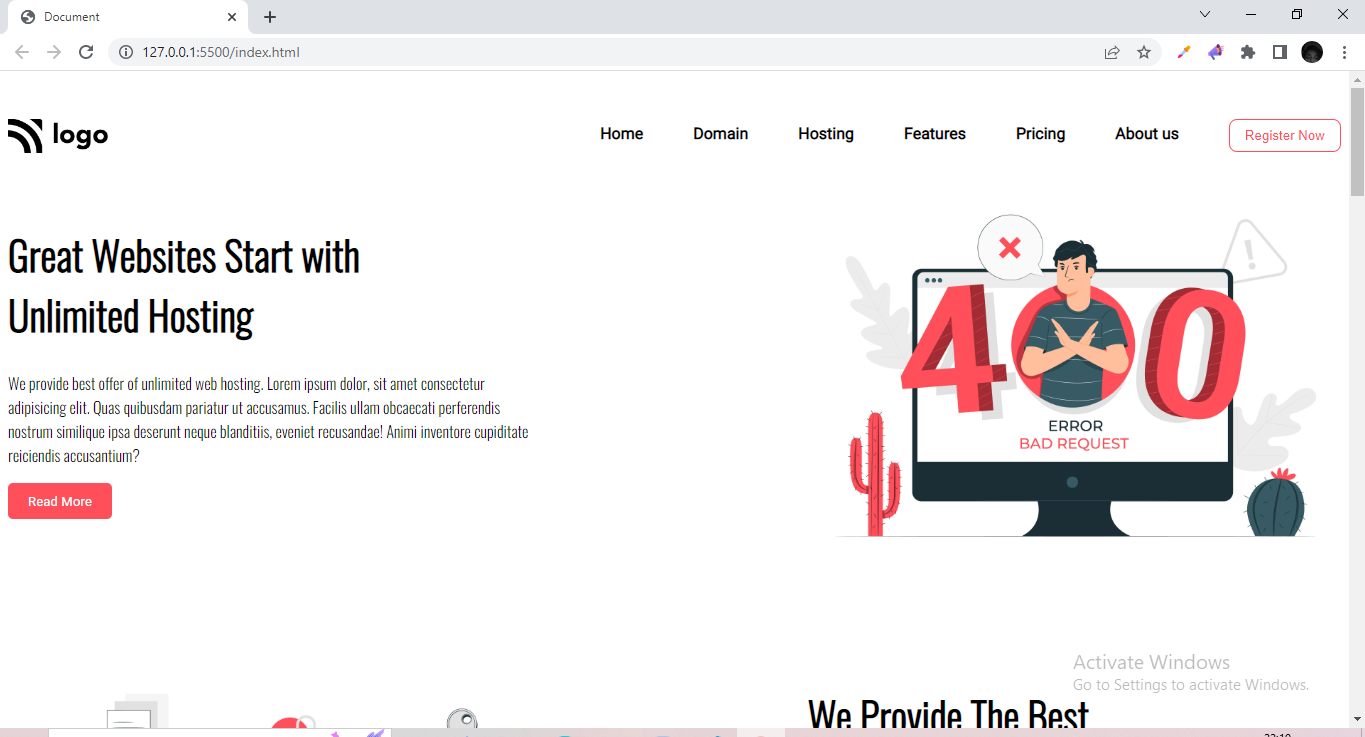 Document
127.0.0.1:5500/index.html
logo
Home Domain Hosting Features Pricing About us Register Now
Great Websites Start with
Unlimited Hosting
We provide best offer of unlimited web hosting. Lorem ipsum dolor, sit amet consectetur
adipisicing elit. Quas quibusdam pariatur ut accusamus. Facilis ullam obcaecati perferendis
nostrum similique ipsa deserunt neque blanditiis, eveniet recusandae! Animi inventore cupiditate
reiciendis accusantium?
Read More
400
ERROR
BAD REQUEST
Activate Windows
Go to Settings to activate Windows.
We Provide The Best